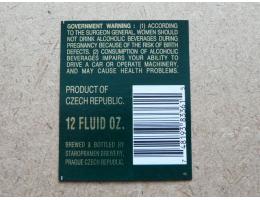 GOVERNMENT WARNING : (1) ACCORDING
TO THE SURGEON GENERAL, WOMEN SHOULD
NOT DRINK ALCOHOLIC BEVERAGES DURING
PREGNANCY BECAUSE OF THE RISK OF BIRTH
DEFECTS. (2) CONSUMPTION OF ALCOHOLIC
BEVERAGES IMPAIRS YOUR ABILITY TO
DRIVE A CAR OR OPERATE MACHINERY,
AND MAY CAUSE HEALTH PROBLEMS.
PRODUCT OF
CZECH REPUBLIC.
12 FLUID OZ.
BREWED & BOTTLED BY
STAROPRAMEN BREWERY,
PRAGUE CZECH REPUBLIC.